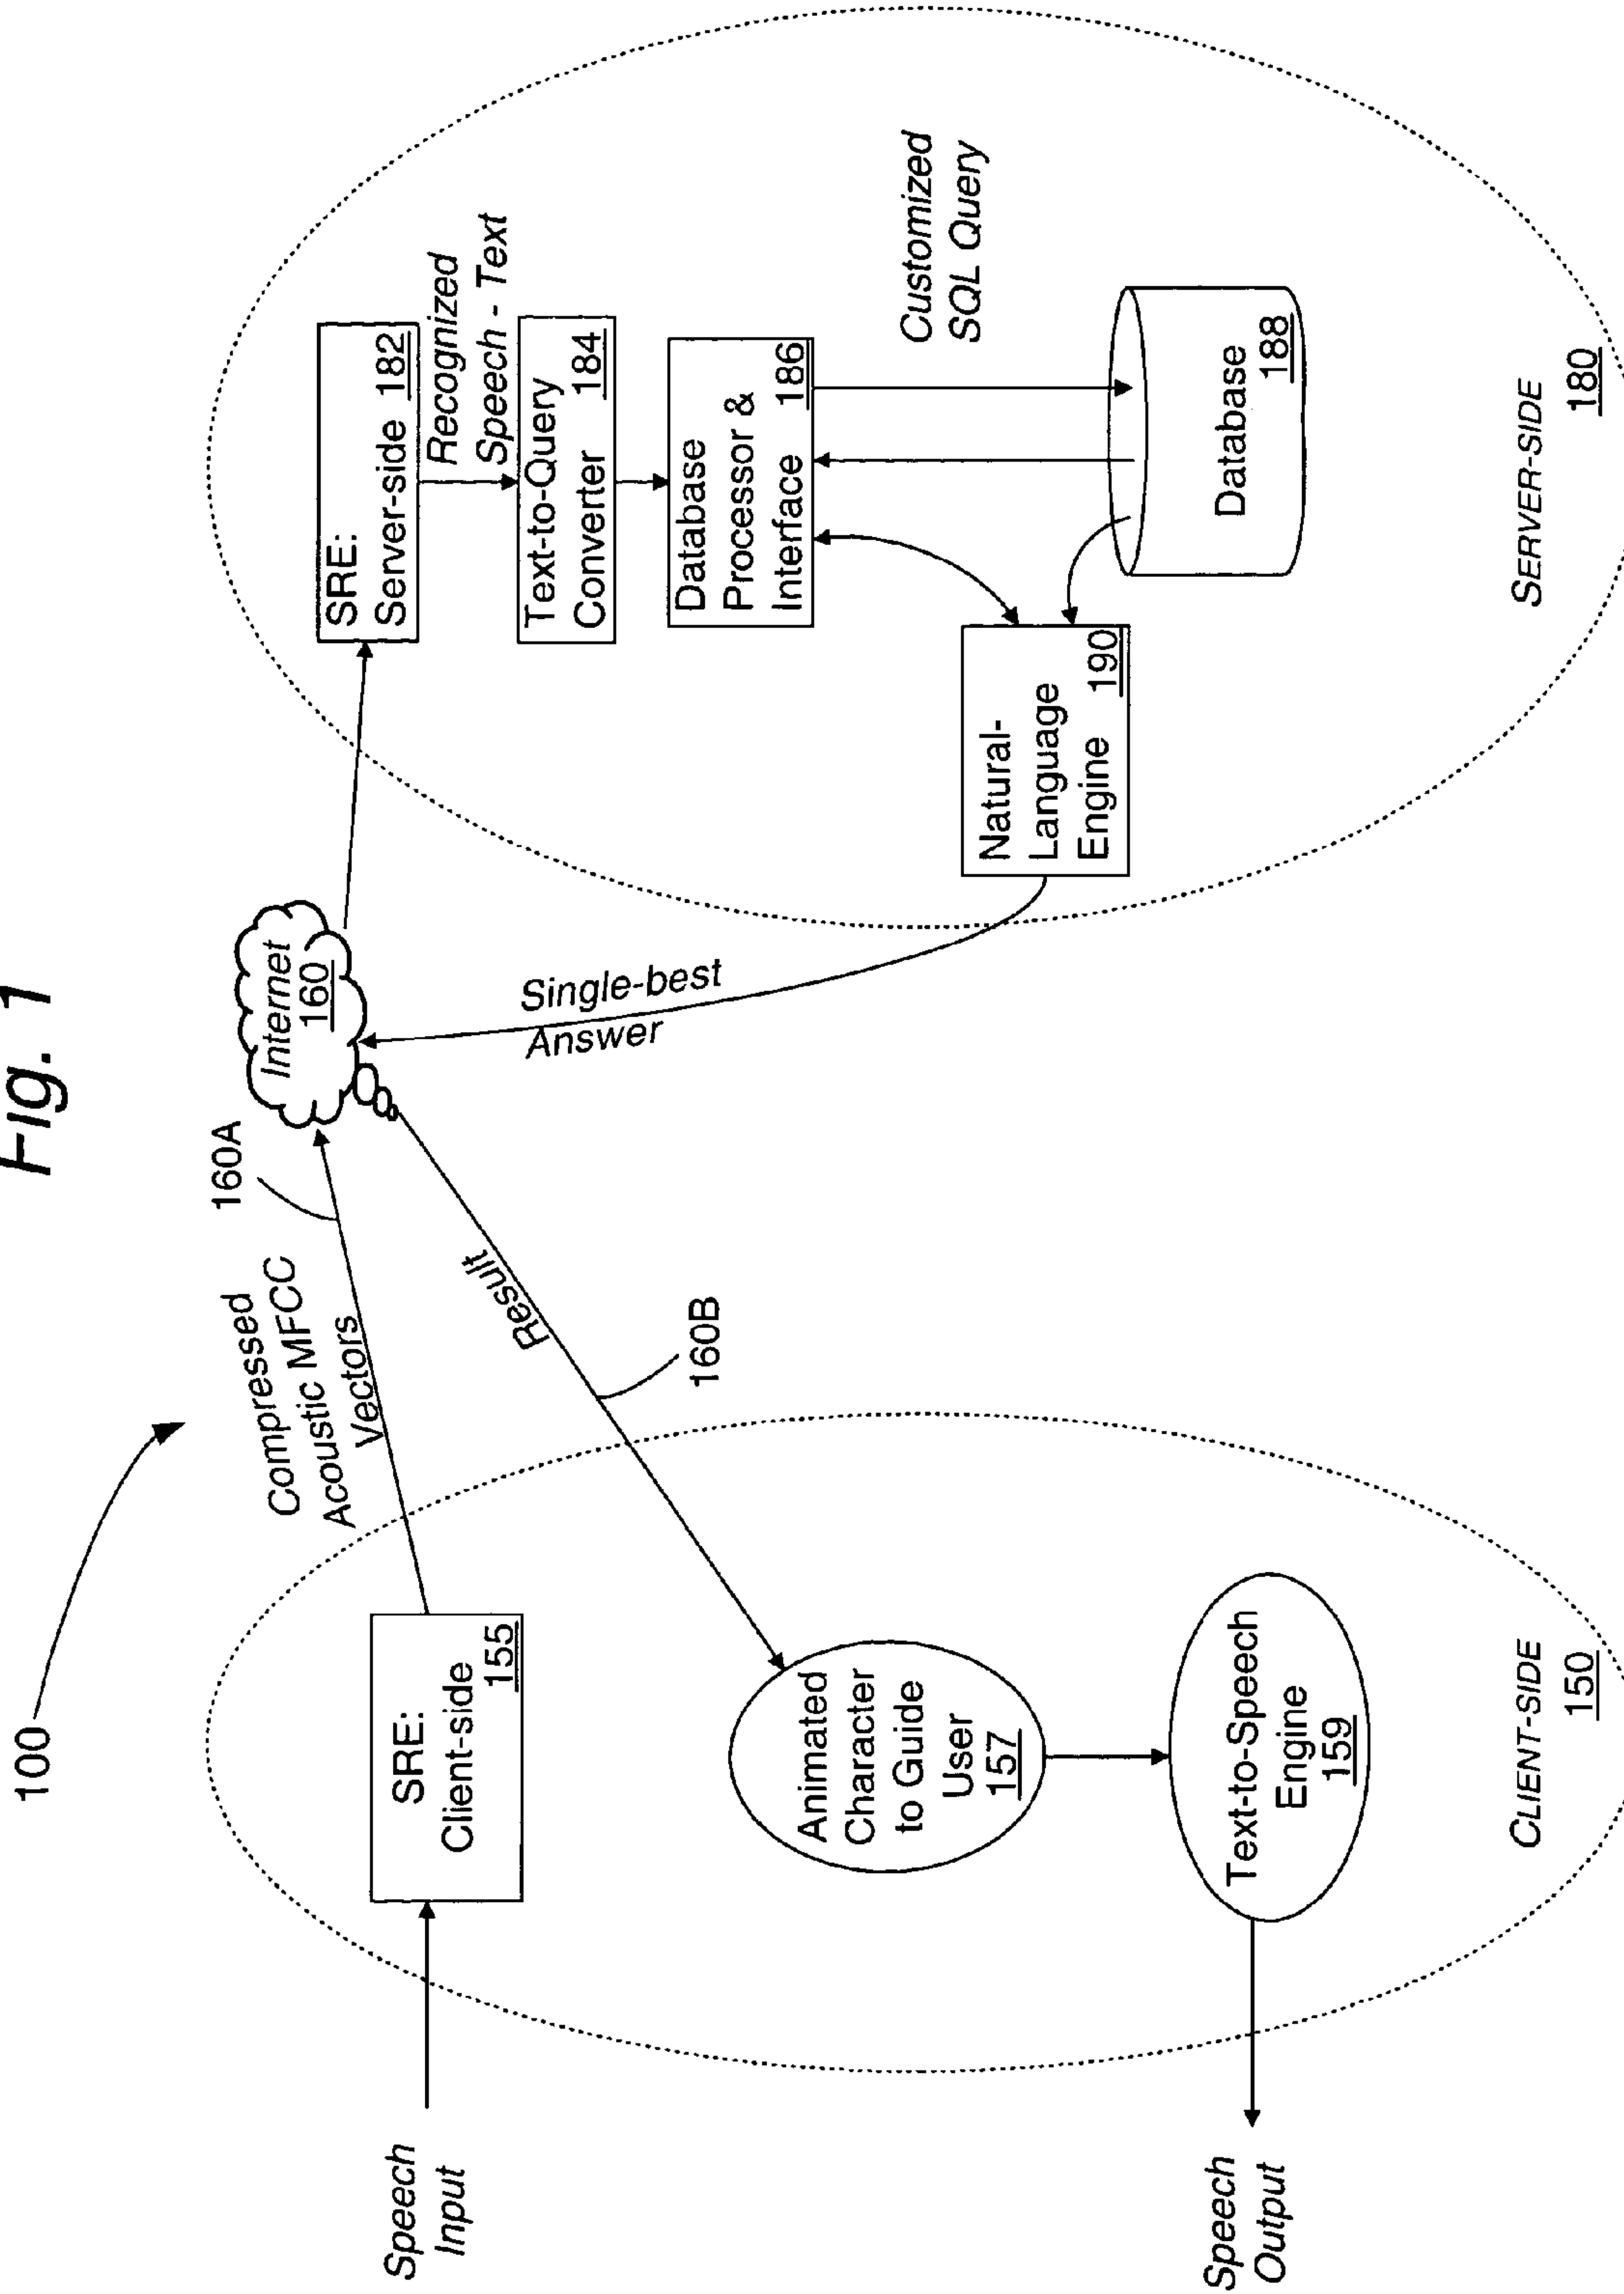 Fig. 1
100
Speech
Input
SRE:
Client-side
155
Compressed
Acoustic MFCC
Vectors
160A
Internet
160
Result
160B
Animated
Character
to Guide
User
157
Text-to-Speech
Engine
159
Speech
Output
CLIENT-SIDE
150
Single-best
Answer
SRE:
Server-side 182
Recognized
Speech - Text
Text-to-Query
Converter 184
Database
Processor &
Interface 186
Customized
SQL Query
Natural-
Language
Engine 190
Database
188
SERVER-SIDE
180